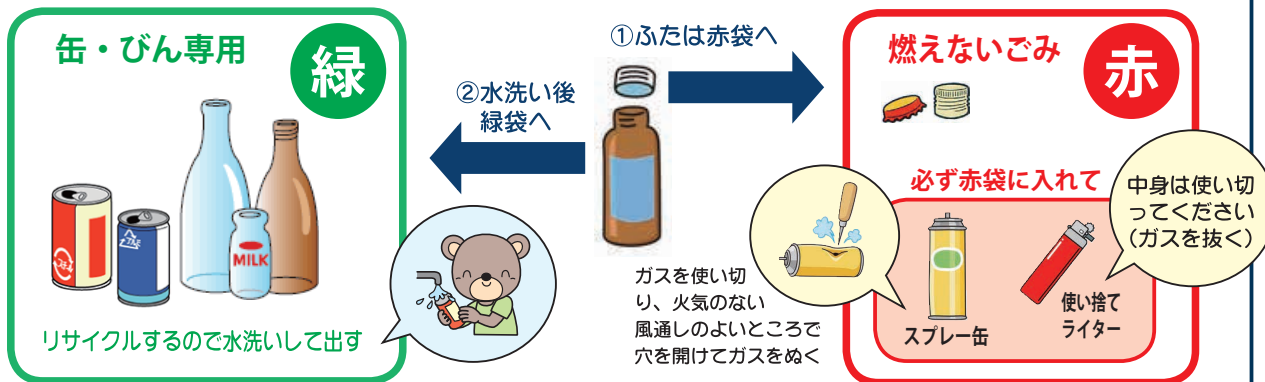 缶・びん専用
緑
リサイクルするので水洗いして出す
MILK
①ふたは赤袋へ
②水洗い後
緑袋へ
ガスを使い切
り、火気のない
風通しのよいところで
穴を開けてガスをぬく
燃えないごみ
赤
必ず赤袋に入れて
中身は使い切
ってください
（ガスを抜く）
スプレー缶
使い捨て
ライター